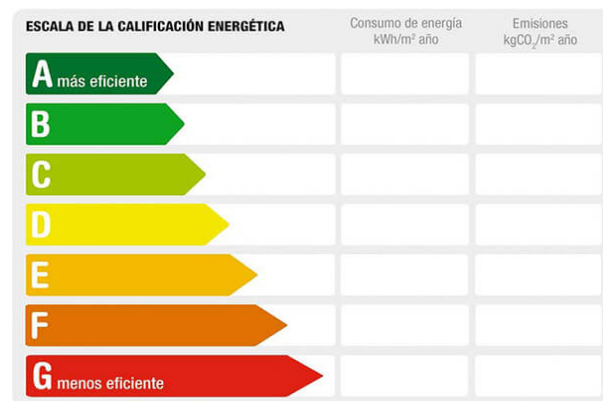 ESCALA DE LA CALIFICACIÓN ENERGÉTICA
Consumo de energía
kWh/m² año
Emisiones
kgCO₂/m² año
A más eficiente
B
C
D
E
F
G menos eficiente